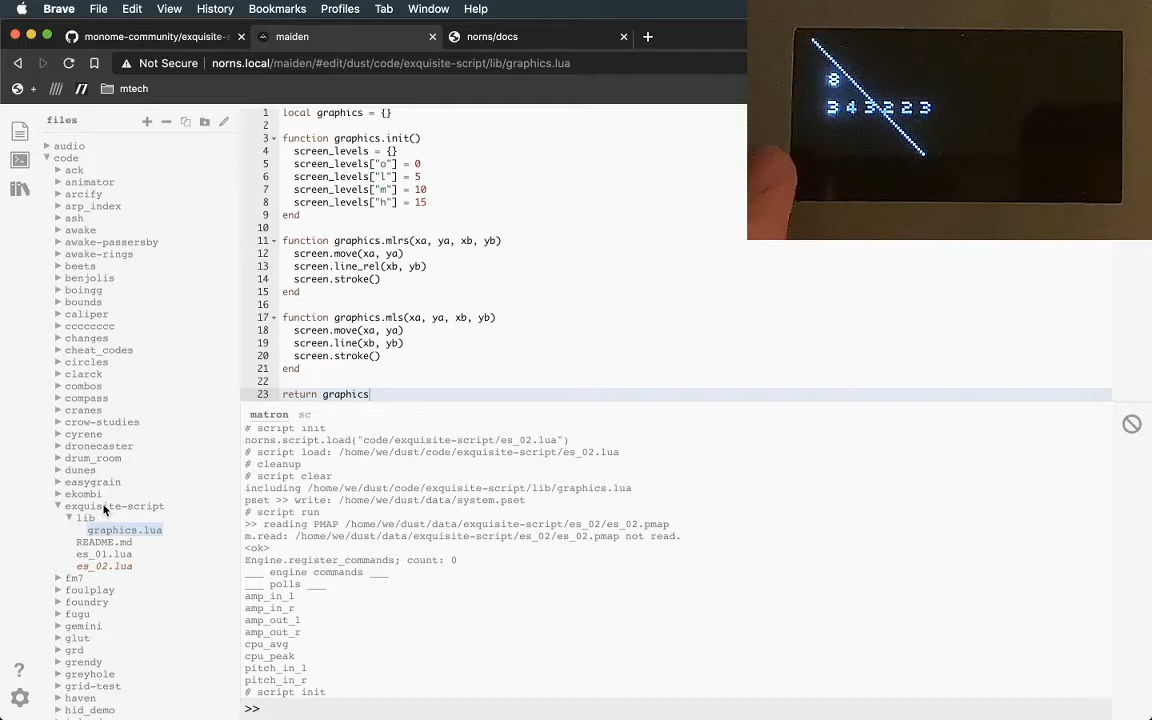 Brave File Edit View History Bookmarks Profiles Tab Window Help
monome-community/exquisite-s
maiden
norns/docs
Not Secure norns.local/maiden/#edit/dust/code/exquisite-script/lib/graphics.lua
mtech
files
audio
code
ack
animator
arcify
arp_index
ash
awake
awake-passersby
awake-rings
beets
benjolis
boingg
bounds
caliper
cccccccc
changes
cheat_codes
circles
clarck
combos
compass
cranes
crow-studies
cyrene
dronecaster
drum_room
dunes
easygrain
ekombi
exquisite-script
lib
graphics.lua
README.md
es_01.lua
es_02.lua
fm7
foulplay
foundry
fugu
gemini
glut
grd
grendy
greyhole
grid-test
haven
hid_demo
1 local graphics = {}
2
3 function graphics.init()
4 screen_levels = {}
5 screen_levels["o"] = 0
6 screen_levels["l"] = 5
7 screen_levels["m"] = 10
8 screen_levels["h"] = 15
9 end
10
11 function graphics.mlrs(xa, ya, xb, yb)
12 screen.move(xa, ya)
13 screen.line_rel(xb, yb)
14 screen.stroke()
15 end
16
17 function graphics.mls(xa, ya, xb, yb)
18 screen.move(xa, ya)
19 screen.line(xb, yb)
20 screen.stroke()
21 end
22
23 return graphics
matron sc
# script init
norns.script.load("code/exquisite-script/es_02.lua")
# script load: /home/we/dust/code/exquisite-script/es_02.lua
# cleanup
# script clear
including /home/we/dust/code/exquisite-script/lib/graphics.lua
pset >> write: /home/we/dust/data/system.pset
# script run
>> reading PMAP /home/we/dust/data/exquisite-script/es_02/es_02.pmap
m.read: /home/we/dust/data/exquisite-script/es_02/es_02.pmap not read.
<ok>
Engine.register_commands; count: 0
___ engine commands ___
___ polls ___
amp_in_l
amp_in_r
amp_out_l
amp_out_r
cpu_avg
cpu_peak
pitch_in_l
pitch_in_r
# script init
>>
8
3 4 3 2 2 3